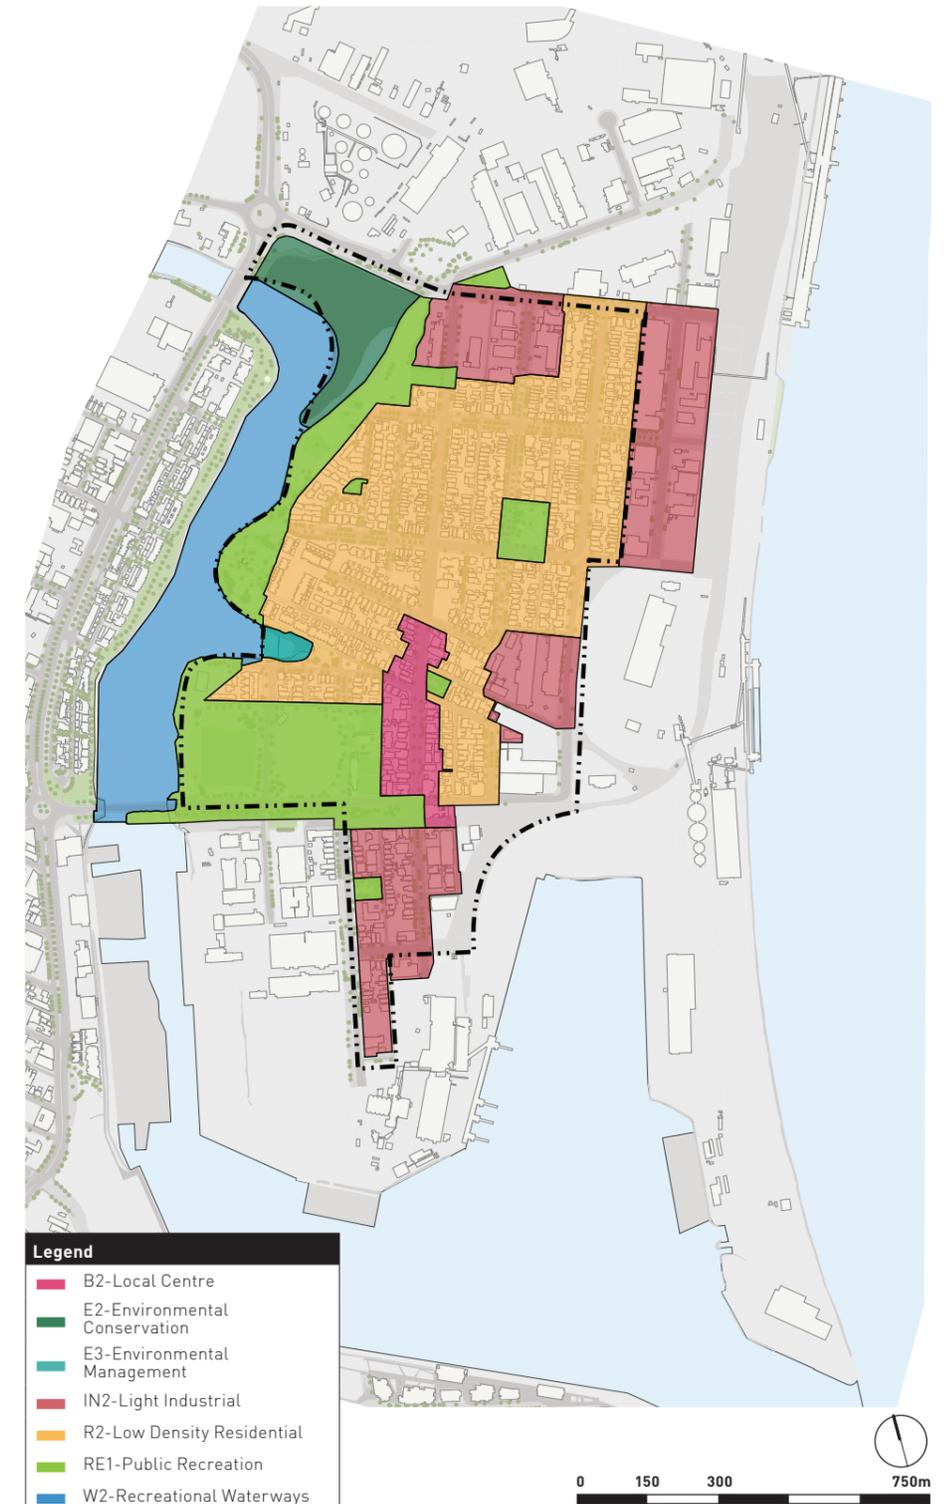 Legend
B2-Local Centre
E2-Environmental
Conservation
E3-Environmental
Management
IN2-Light Industrial
R2-Low Density Residential
RE1-Public Recreation
W2-Recreational Waterways
0 150 300 750m